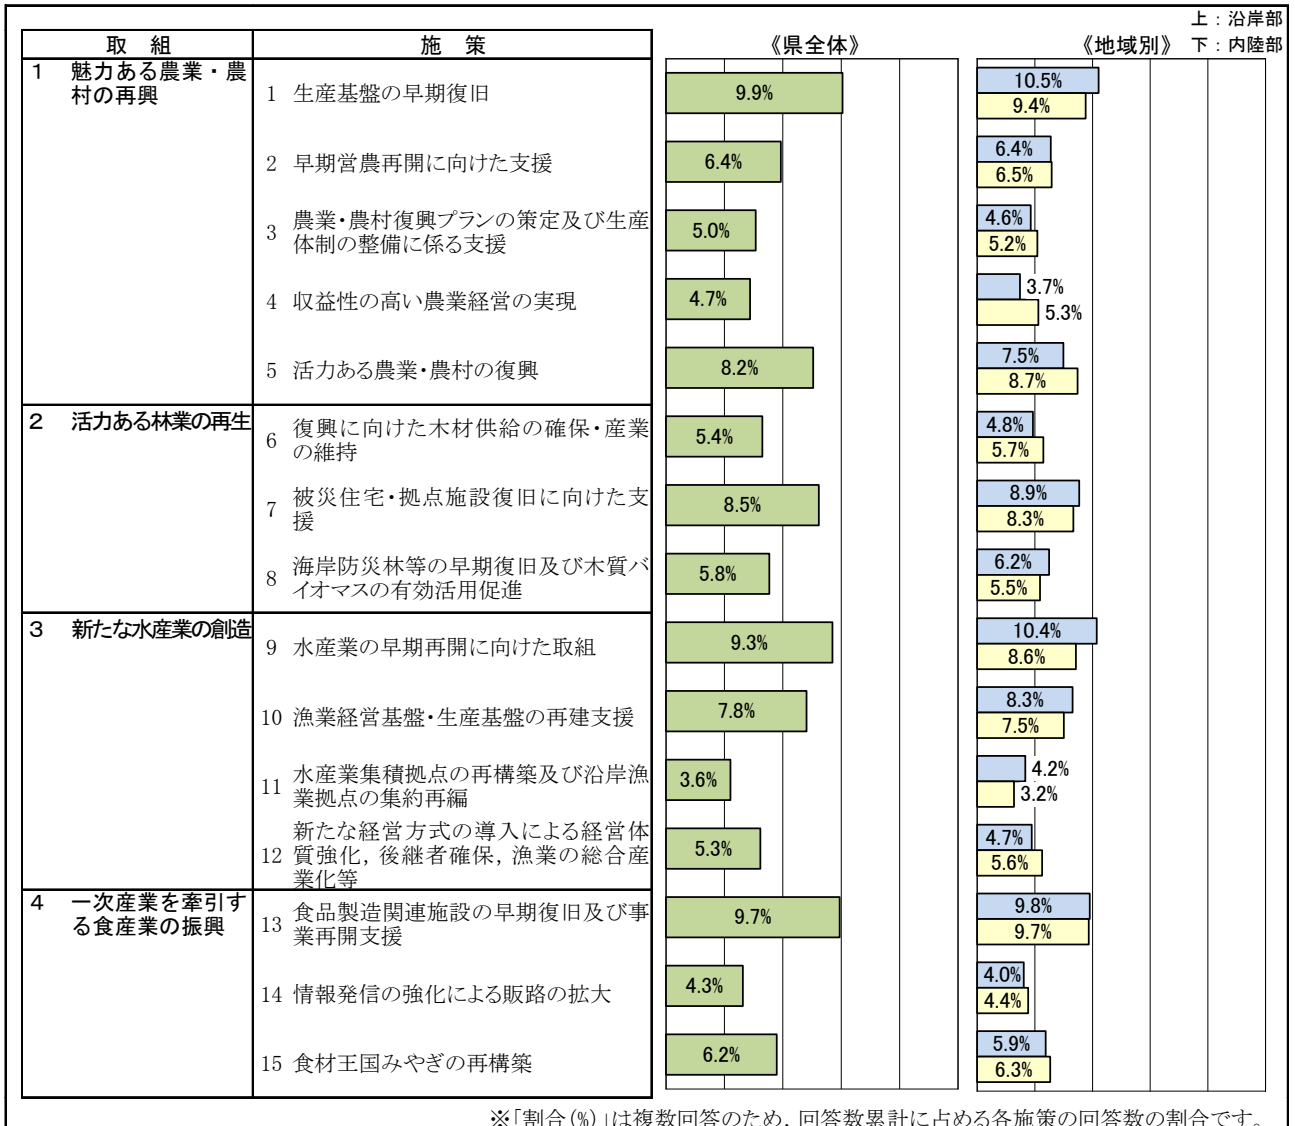 上：沿岸部
取　組
施　策
《県全体》
《地域別》
下：内陸部
1 魅力ある農業・農
村の再興
1 生産基盤の早期復旧
9.9%
10.5%
9.4%
2 早期営農再開に向けた支援
6.4%
6.4%
6.5%
3 農業・農村復興プランの策定及び生産
体制の整備に係る支援
5.0%
4.6%
5.2%
4 収益性の高い農業経営の実現
4.7%
3.7%
5.3%
5 活力ある農業・農村の復興
8.2%
7.5%
8.7%
2 活力ある林業の再生
6 復興に向けた木材供給の確保・産業
の維持
5.4%
4.8%
5.7%
7 被災住宅・拠点施設復旧に向けた支
援
8.5%
8.9%
8.3%
8 海岸防災林等の早期復旧及び木質バ
イオマスの有効活用促進
5.8%
6.2%
5.5%
3 新たな水産業の創造
9 水産業の早期再開に向けた取組
9.3%
10.4%
8.6%
10 漁業経営基盤・生産基盤の再建支援
7.8%
8.3%
7.5%
11 水産業集積拠点の再構築及び沿岸漁
業拠点の集約再編
3.6%
4.2%
3.2%
12 新たな経営方式の導入による経営体
質強化，後継者確保，漁業の総合産
業化等
5.3%
4.7%
5.6%
4 一次産業を牽引す
る食産業の振興
13 食品製造関連施設の早期復旧及び事
業再開支援
9.7%
9.8%
9.7%
14 情報発信の強化による販路の拡大
4.3%
4.0%
4.4%
15 食材王国みやぎの再構築
6.2%
5.9%
6.3%
※「割合(%)」は複数回答のため，回答数累計に占める各施策の回答数の割合です。